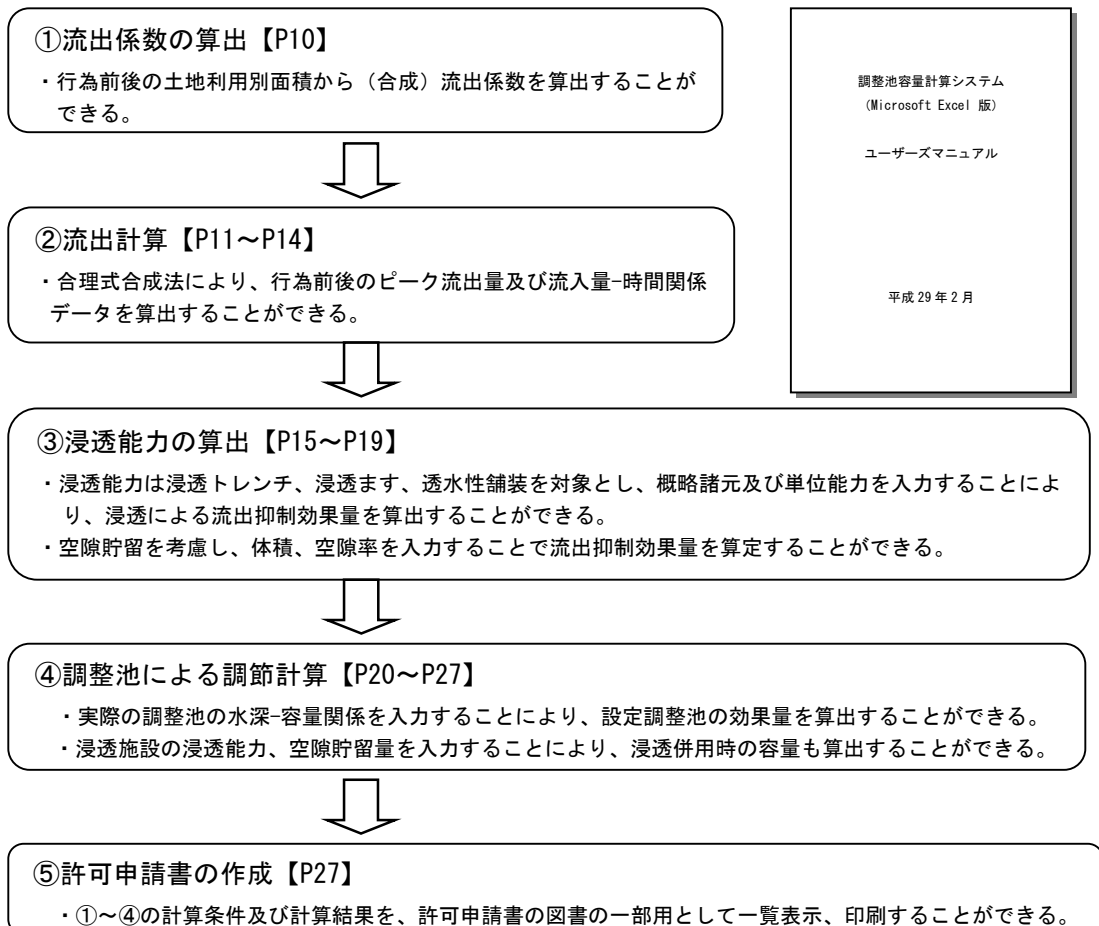 ①流出係数の算出【P10】
・行為前後の土地利用別面積から（合成）流出係数を算出することが
できる。
調整池容量計算システム
（Microsoft Excel 版）
ユーザーズマニュアル
平成 29 年 2 月
②流出計算【P11～P14】
・合理式合成法により、行為前後のピーク流出量及び流入量-時間関係
データを算出することができる。
③浸透能力の算出【P15～P19】
・浸透能力は浸透トレンチ、浸透ます、透水性舗装を対象とし、概略諸元及び単位能力を入力することによ
り、浸透による流出抑制効果量を算出することができる。
・空隙貯留を考慮し、体積、空隙率を入力することで流出抑制効果量を算定することができる。
④調整池による調節計算【P20～P27】
・実際の調整池の水深-容量関係を入力することにより、設定調整池の効果量を算出することができる。
・浸透施設の浸透能力、空隙貯留量を入力することにより、浸透併用時の容量も算出することができる。
⑤許可申請書の作成【P27】
・①～④の計算条件及び計算結果を、許可申請書の図書の一部用として一覧表示、印刷することができる。